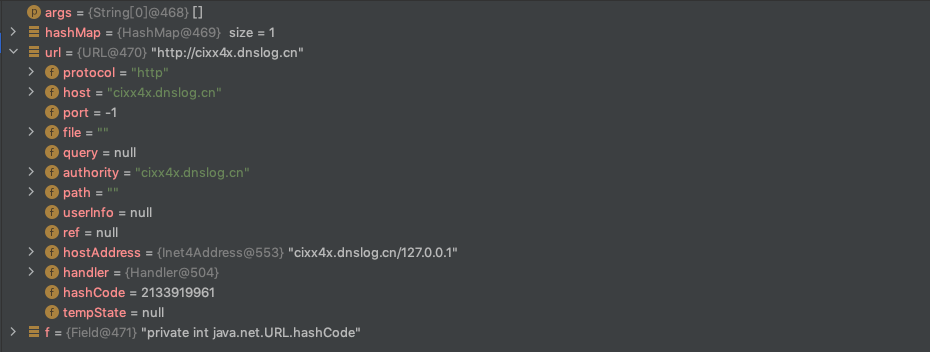 p args = {String[0]@468} []
hashMap = {HashMap@469} size = 1
url = {URL@470} "http://cixx4x.dnslog.cn"
f protocol = "http"
f host = "cixx4x.dnslog.cn"
f port = -1
f file = ""
f query = null
f authority = "cixx4x.dnslog.cn"
f path = ""
f userInfo = null
f ref = null
f hostAddress = {Inet4Address@553} "cixx4x.dnslog.cn/127.0.0.1"
f handler = {Handler@504}
f hashCode = 2133919961
f tempState = null
f = {Field@471} "private int java.net.URL.hashCode"